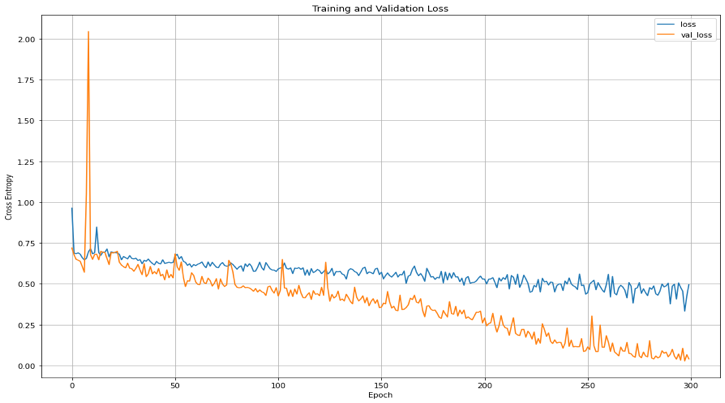 Training and Validation Loss
loss
val_loss
2.00
1.75
1.50
1.25
1.00
0.75
0.50
0.25
0.00
Cross Entropy
0 50 100 150 200 250 300
Epoch